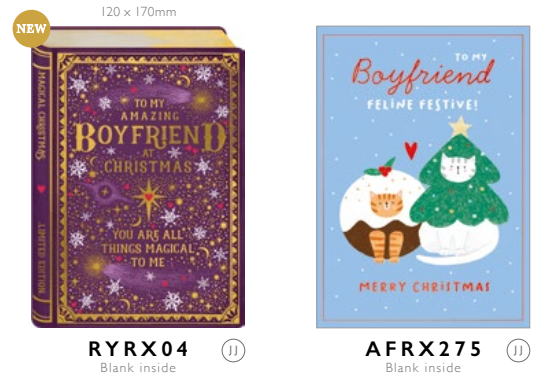 120 x 170mm
NEW
MAGICAL CHRISTMAS
LIMITED EDITION
TO MY
AMAZING
BOYFRIEND
AT
CHRISTMAS
YOU ARE ALL
THINGS MAGICAL
TO ME
RYRX04
JJ
Blank inside
TO MY
Boyfriend
FELINE FESTIVE!
MERRY CHRISTMAS
AFRX275
JJ
Blank inside